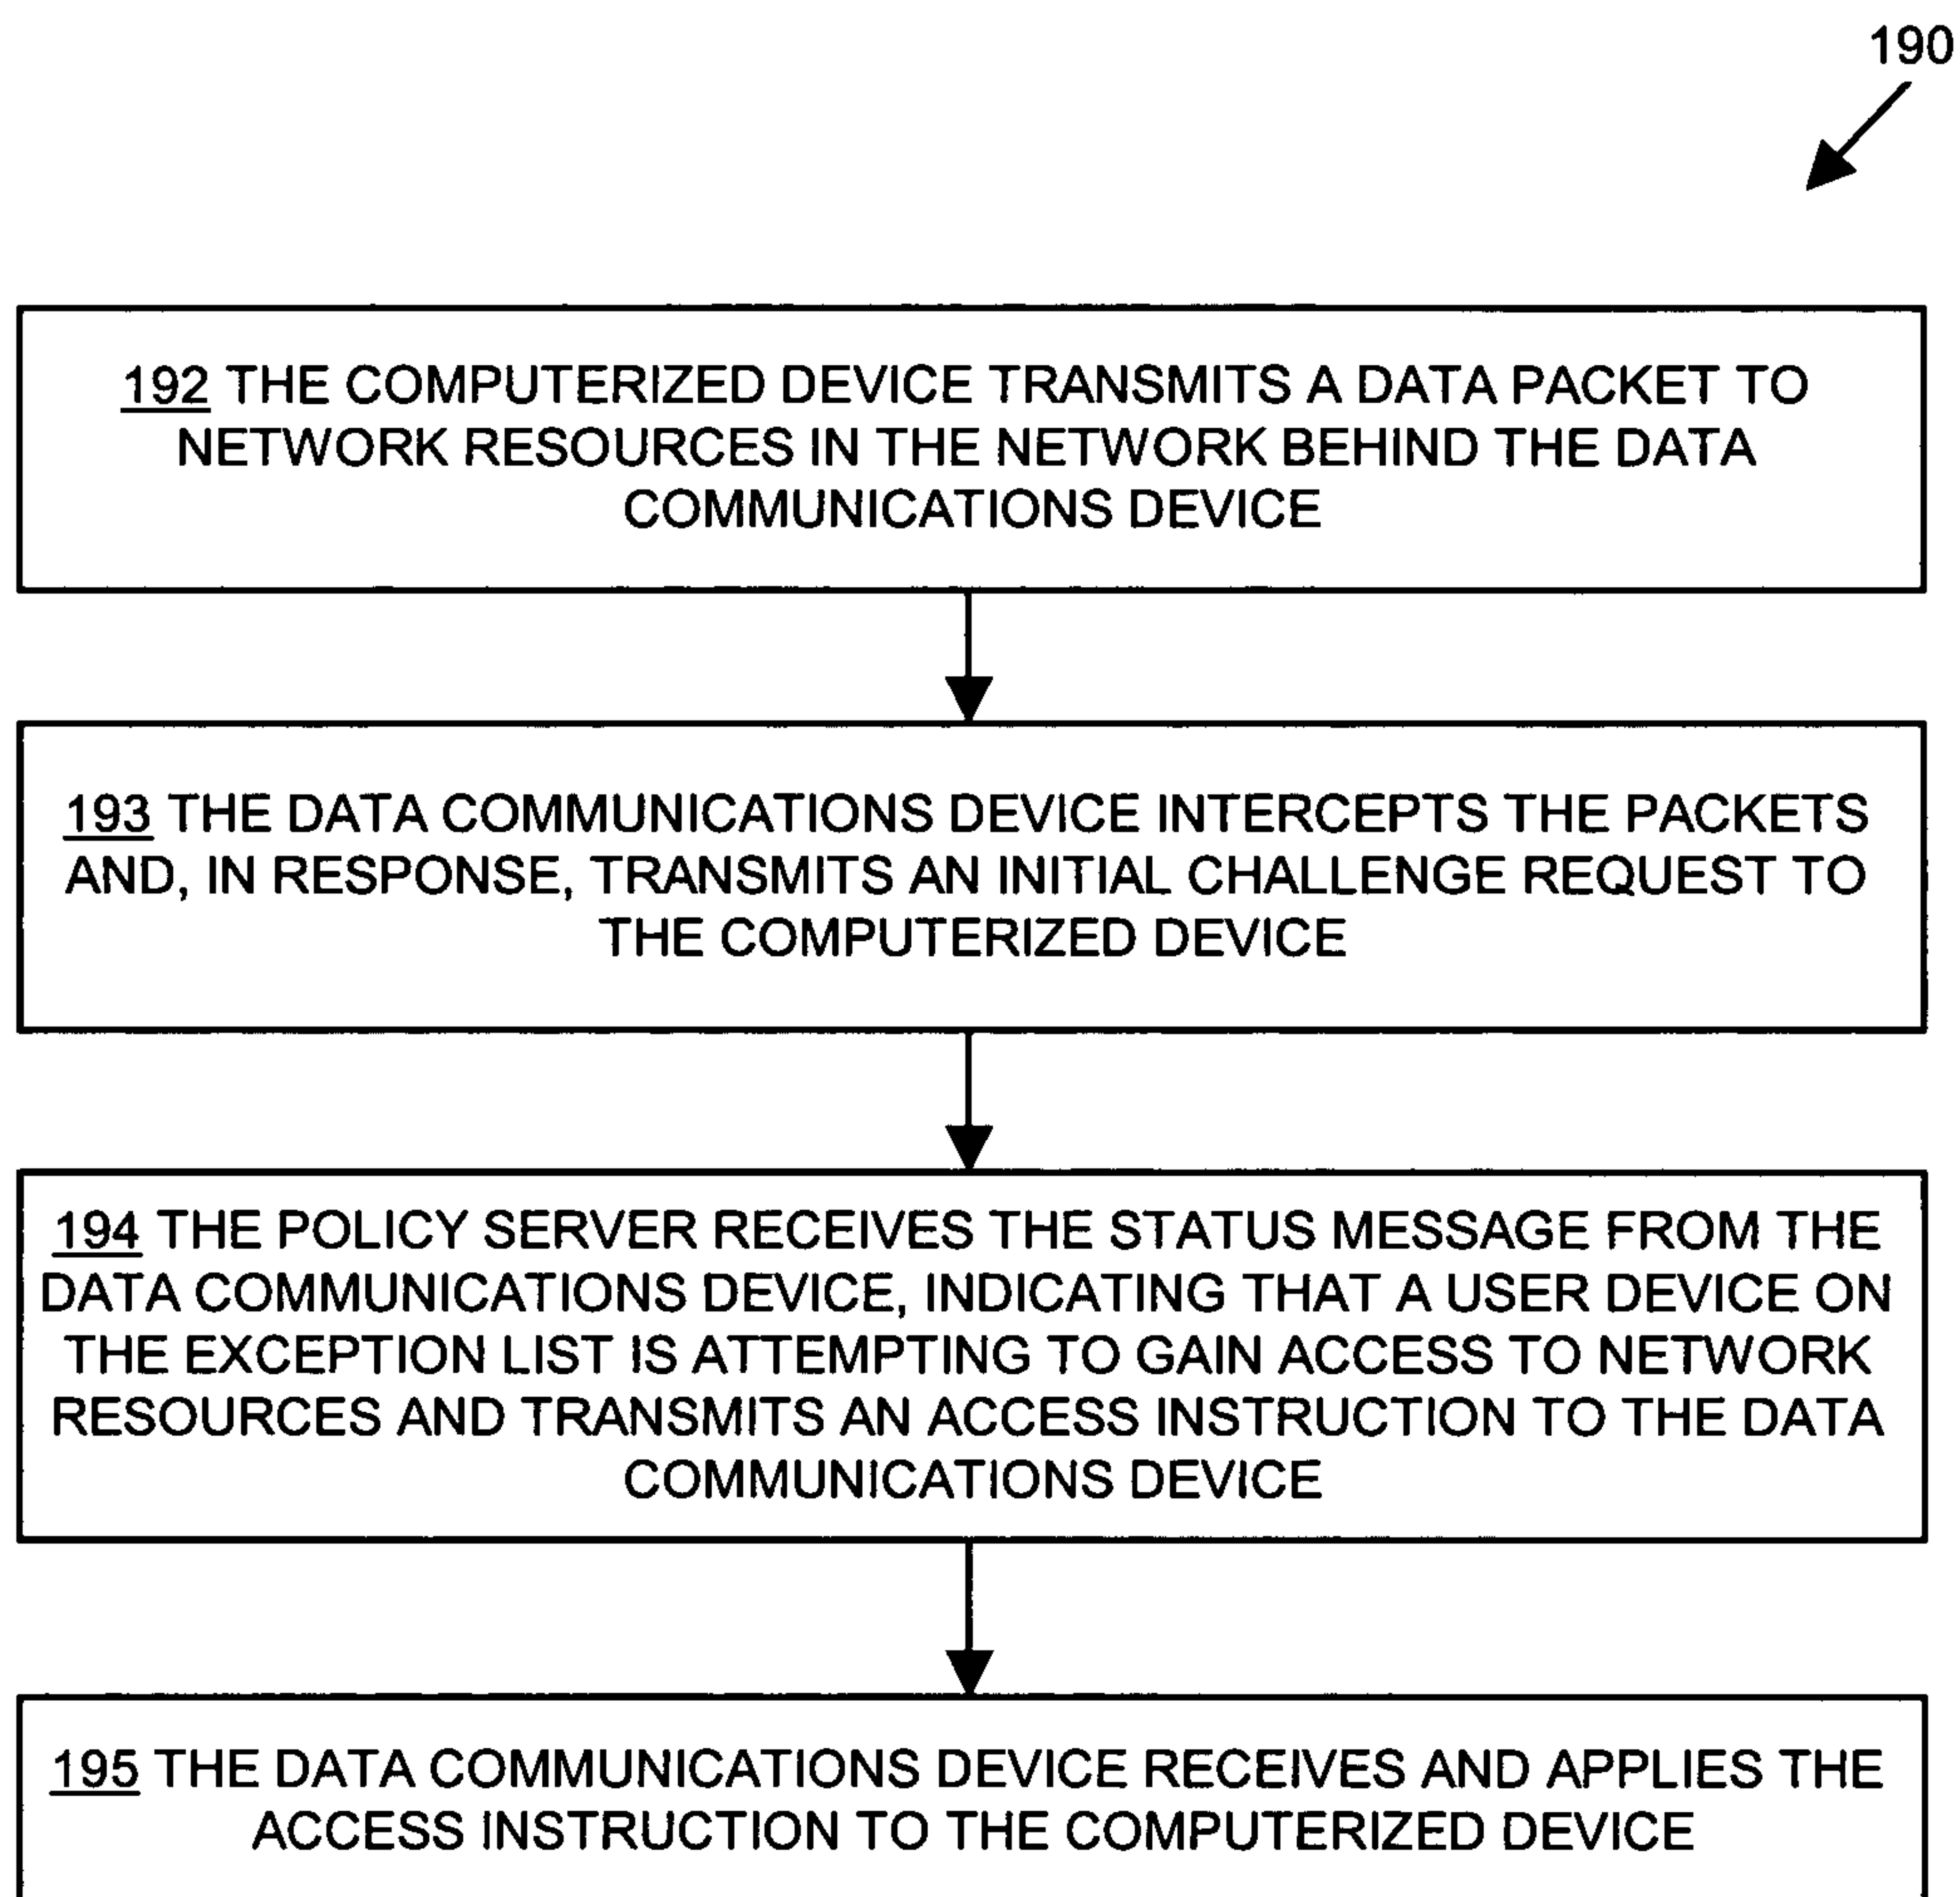 190
192 THE COMPUTERIZED DEVICE TRANSMITS A DATA PACKET TO
NETWORK RESOURCES IN THE NETWORK BEHIND THE DATA
COMMUNICATIONS DEVICE
193 THE DATA COMMUNICATIONS DEVICE INTERCEPTS THE PACKETS
AND, IN RESPONSE, TRANSMITS AN INITIAL CHALLENGE REQUEST TO
THE COMPUTERIZED DEVICE
194 THE POLICY SERVER RECEIVES THE STATUS MESSAGE FROM THE
DATA COMMUNICATIONS DEVICE, INDICATING THAT A USER DEVICE ON
THE EXCEPTION LIST IS ATTEMPTING TO GAIN ACCESS TO NETWORK
RESOURCES AND TRANSMITS AN ACCESS INSTRUCTION TO THE DATA
COMMUNICATIONS DEVICE
195 THE DATA COMMUNICATIONS DEVICE RECEIVES AND APPLIES THE
ACCESS INSTRUCTION TO THE COMPUTERIZED DEVICE